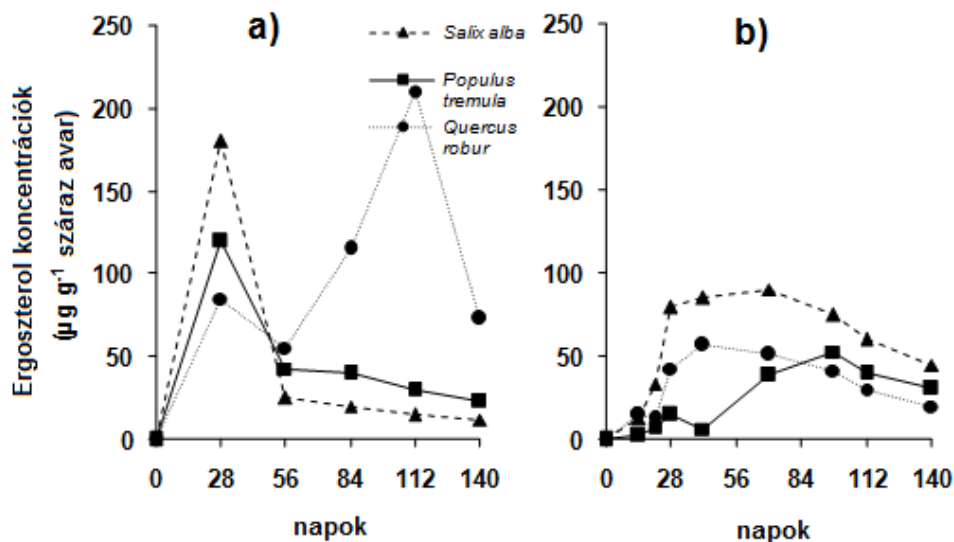 Ergoszterol koncentrációk
(µg g⁻¹ száraz avar)
a)
250
200
150
100
50
0
0 28 56 84 112 140
napok
Salix alba
Populus
tremula
Quercus
robur
b)
250
200
150
100
50
0
0 28 56 84 112 140
napok